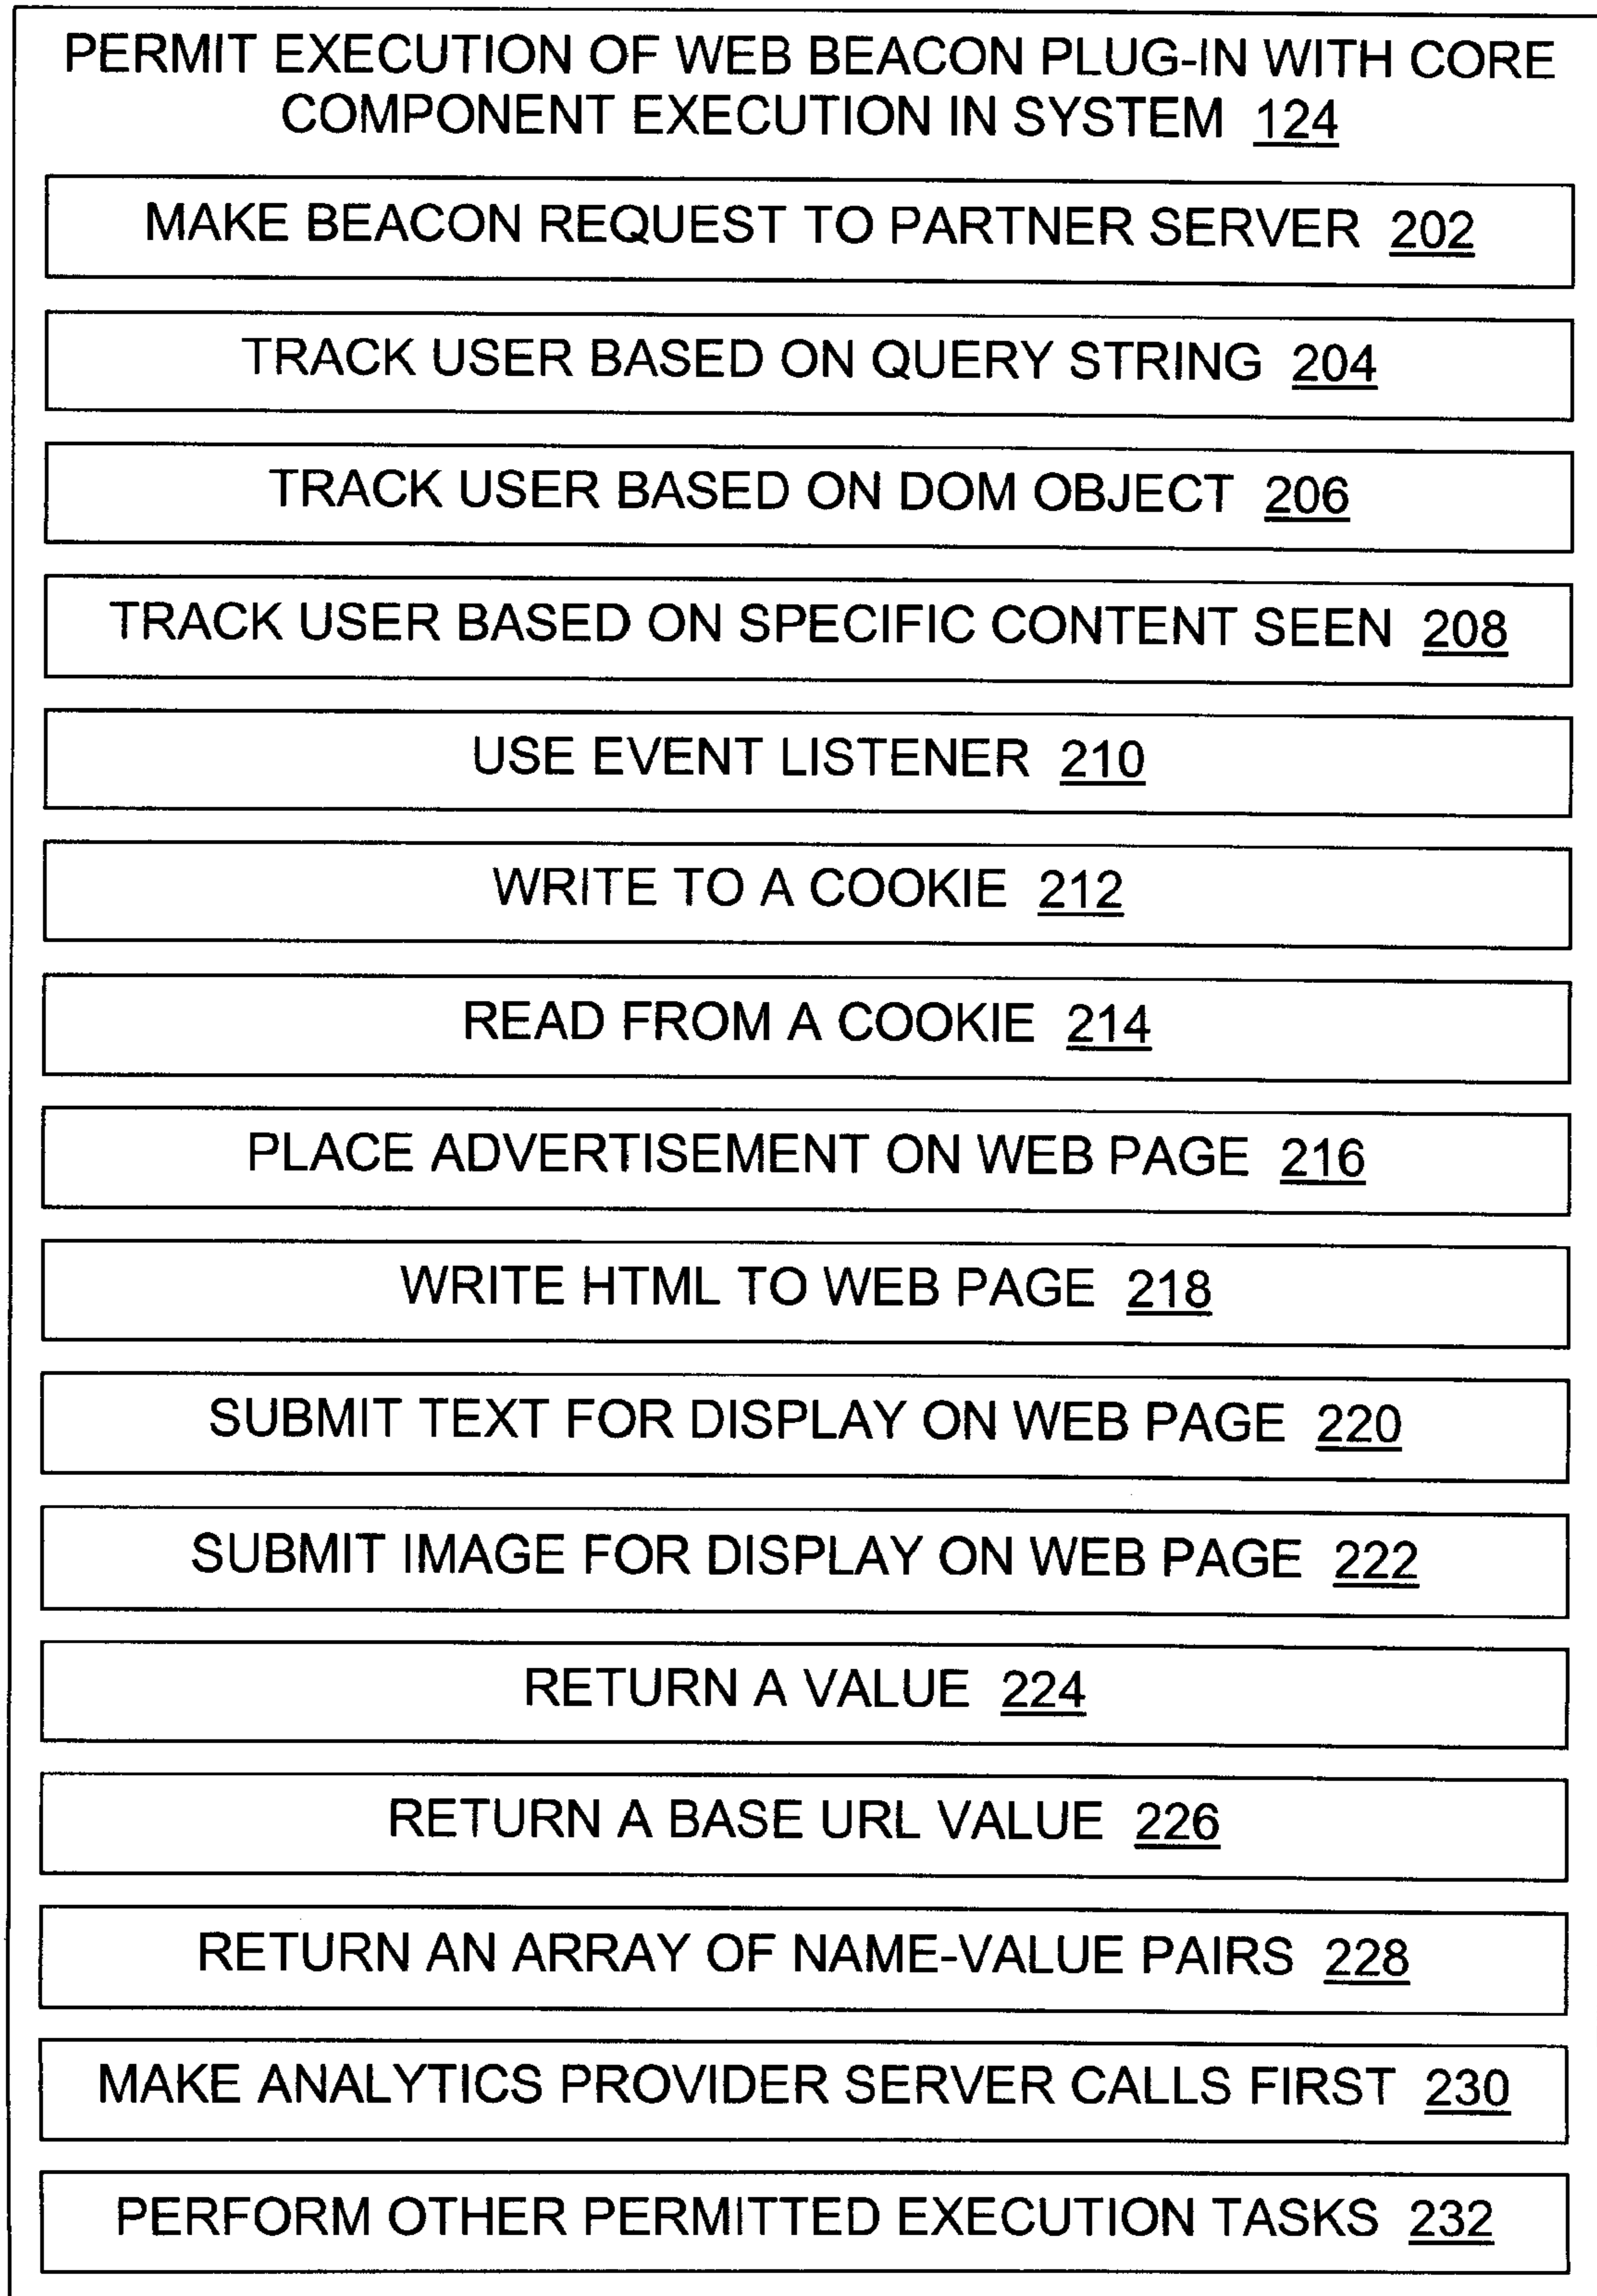 PERMIT EXECUTION OF WEB BEACON PLUG-IN WITH CORE
COMPONENT EXECUTION IN SYSTEM 124
MAKE BEACON REQUEST TO PARTNER SERVER 202
TRACK USER BASED ON QUERY STRING 204
TRACK USER BASED ON DOM OBJECT 206
TRACK USER BASED ON SPECIFIC CONTENT SEEN 208
USE EVENT LISTENER 210
WRITE TO A COOKIE 212
READ FROM A COOKIE 214
PLACE ADVERTISEMENT ON WEB PAGE 216
WRITE HTML TO WEB PAGE 218
SUBMIT TEXT FOR DISPLAY ON WEB PAGE 220
SUBMIT IMAGE FOR DISPLAY ON WEB PAGE 222
RETURN A VALUE 224
RETURN A BASE URL VALUE 226
RETURN AN ARRAY OF NAME-VALUE PAIRS 228
MAKE ANALYTICS PROVIDER SERVER CALLS FIRST 230
PERFORM OTHER PERMITTED EXECUTION TASKS 232